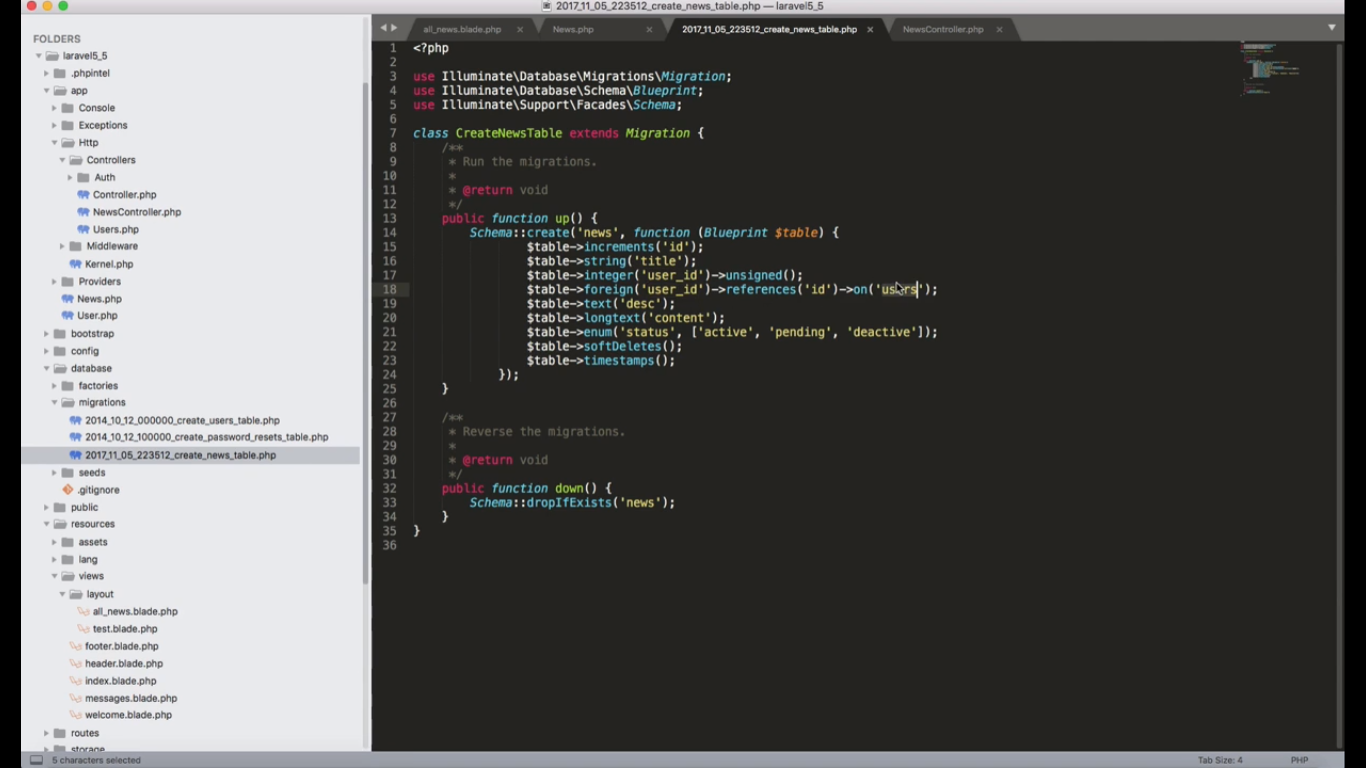 2017_11_05_223512_create_news_table.php — laravel5_5
FOLDERS
laravel5_5
.phpintel
app
Console
Exceptions
Http
Controllers
Auth
Controller.php
NewsController.php
Users.php
Middleware
Kernel.php
Providers
News.php
User.php
bootstrap
config
database
factories
migrations
2014_10_12_000000_create_users_table.php
2014_10_12_100000_create_password_resets_table.php
2017_11_05_223512_create_news_table.php
seeds
.gitignore
public
resources
assets
lang
views
layout
all_news.blade.php
test.blade.php
footer.blade.php
header.blade.php
index.blade.php
messages.blade.php
welcome.blade.php
routes
storage
all_news.blade.php × News.php × 2017_11_05_223512_create_news_table.php × NewsController.php ×
1 <?php
2
3 use Illuminate\Database\Migrations\Migration;
4 use Illuminate\Database\Schema\Blueprint;
5 use Illuminate\Support\Facades\Schema;
6
7 class CreateNewsTable extends Migration {
8 /**
9 * Run the migrations.
10 *
11 * @return void
12 */
13 public function up() {
14 Schema::create('news', function (Blueprint $table) {
15 $table->increments('id');
16 $table->string('title');
17 $table->integer('user_id')->unsigned();
18 $table->foreign('user_id')->references('id')->on('users');
19 $table->text('desc');
20 $table->longtext('content');
21 $table->enum('status', ['active', 'pending', 'deactive']);
22 $table->softDeletes();
23 $table->timestamps();
24 });
25 }
26
27 /**
28 * Reverse the migrations.
29 *
30 * @return void
31 */
32 public function down() {
33 Schema::dropIfExists('news');
34 }
35 }
36
5 characters selected
Tab Size: 4 PHP